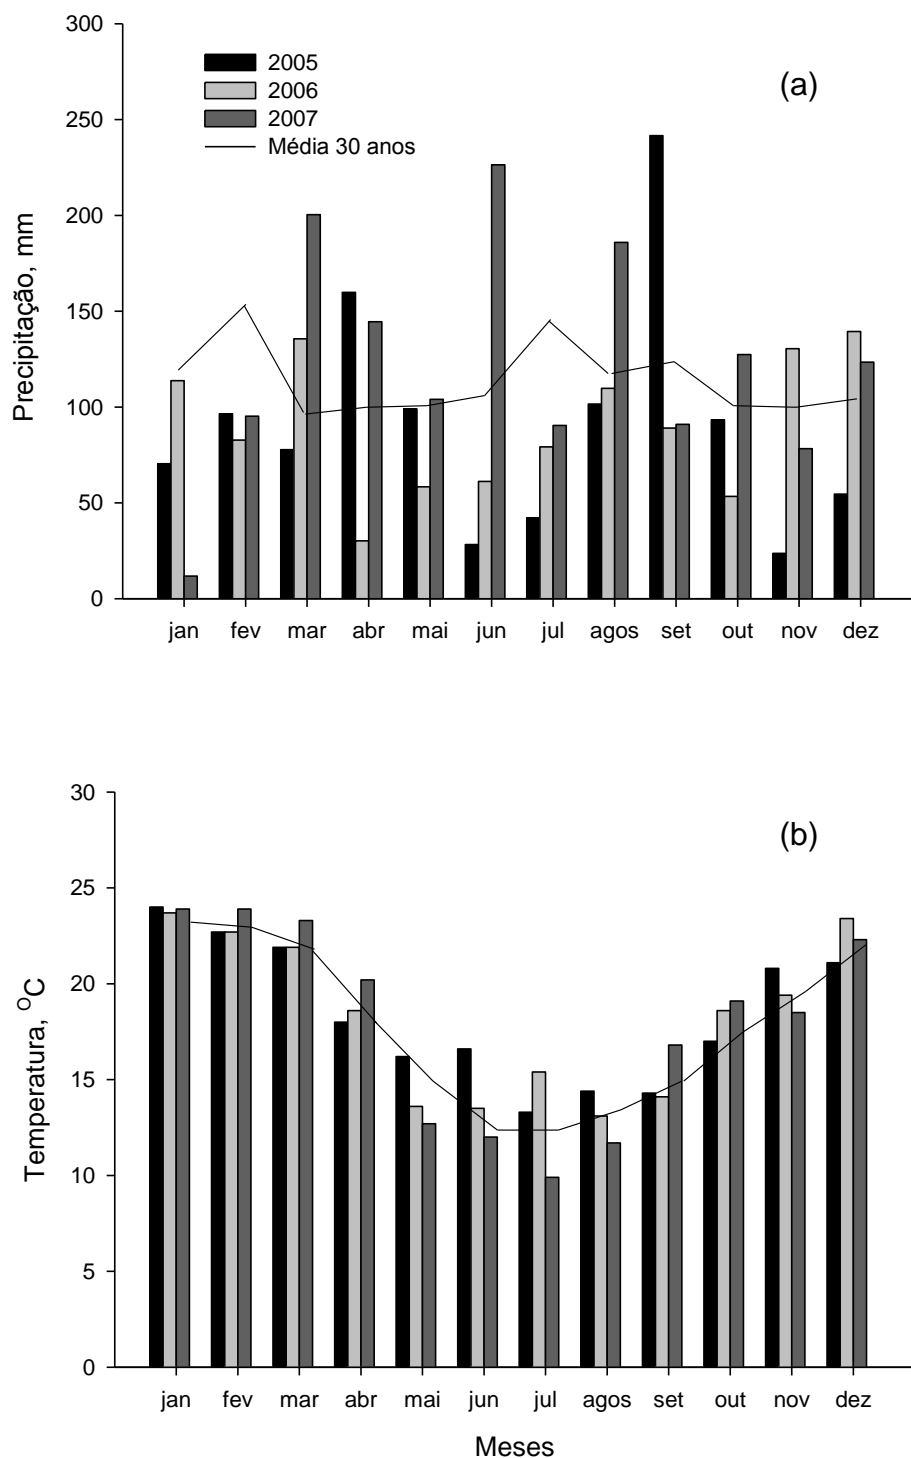 300
250
200
150
100
50
0
Precipitação, mm
2005
2006
2007
Média 30 anos
(a)
jan fev mar abr mai jun jul agos set out nov dez
30
25
20
15
10
5
0
Temperatura, ᴼC
(b)
jan fev mar abr mai jun jul agos set out nov dez
Meses